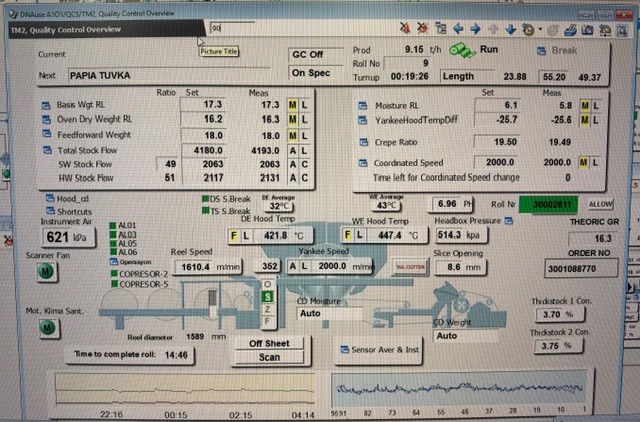 DNAuse A1O1/QCS/TM2, Quality Control Overview
TM2, Quality Control Overview 90
Picture Title
Current GC Off Prod 9.15 t/h Run Break
Roll No 9
Next PAPIA TUVKA On Spec Turnup 00:19:26 Length 23.88 55.20 49.37
Ratio Set Meas
Basis Wgt RL 17.3 17.3 M L
Oven Dry Weight RL 16.2 16.3 M L
Feedforward Weight 18.0 18.0 M L
Total Stock Flow 4180.0 4193.0 A L
SW Stock Flow 49 2063 2063 A C
HW Stock Flow 51 2117 2131 A C
Set Meas
Moisture RL 6.1 5.8 M L
YankeeHoodTempDiff -25.7 -25.6 M L
Crepe Ratio 19.50 19.49
Coordinated Speed 2000.0 2000.0 M L
Time left for Coordinated Speed change 0
Hood_cd
Shortcuts
DS S.Break
TS S.Break
DE Average
32°C
WE Average
43°C
6.96 PH
Roll Nr 30002611 ALLOW
Instrument Air
621 kPa
AL01
AL03
AL05
AL06
Operasyon
COPRESOR-2
COPRESOR-5
DE Hood Temp
F L 421.8 °C
WE Hood Temp
F L 447.4 °C
Headbox Pressure
514.3 kpa
THEORIC GR
16.3
Scanner Fan
M
Reel Speed
1610.4 m/min
352
Yankee Speed
A L 2000.0 m/min
TAIL CUTTER
Slice Opening
8.6 mm
ORDER NO
3001088770
O
S
Z
F
Mot. Klima Sant.
M
CD Moisture
Auto
CD Weight
Auto
Thickstock 1 Con.
3.70 %
Thickstock 2 Con.
3.75 %
Reel diameter 1589 mm
Time to complete roll: 14:46
Off Sheet
Scan
Sensor Aver & Inst
22:16 00:15 02:15 04:14
9591 82 73 64 55 46 37 28 19 10 1